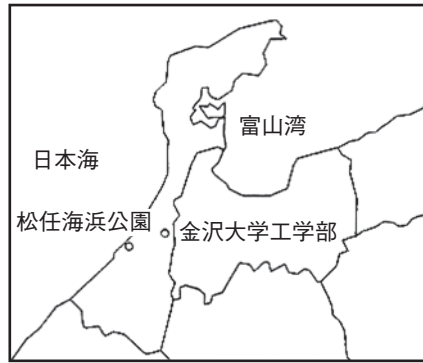 富山湾
日本海
松任海浜公園
金沢大学工学部